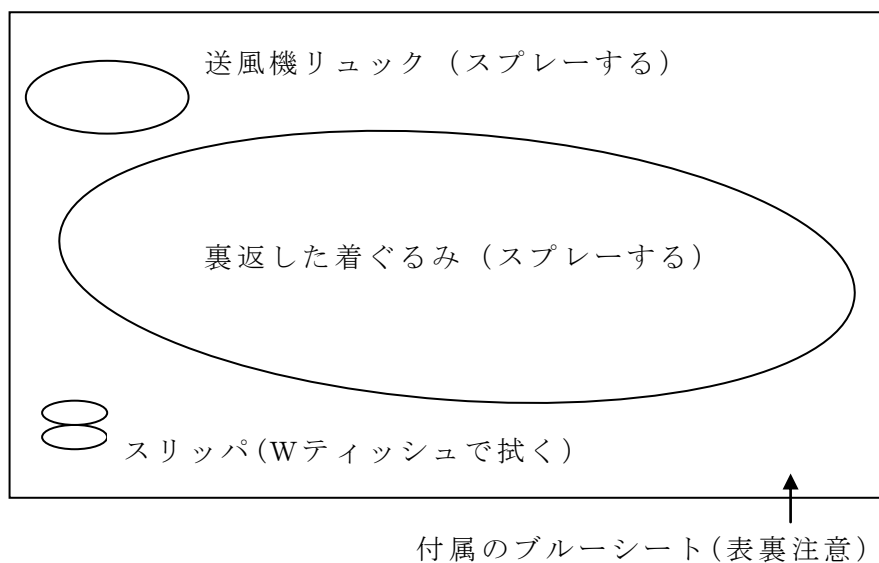 送風機リュック（スプレーする）
裏返した着ぐるみ（スプレーする）
スリッパ(Wティッシュで拭く)
付属のブルーシート(表裏注意)